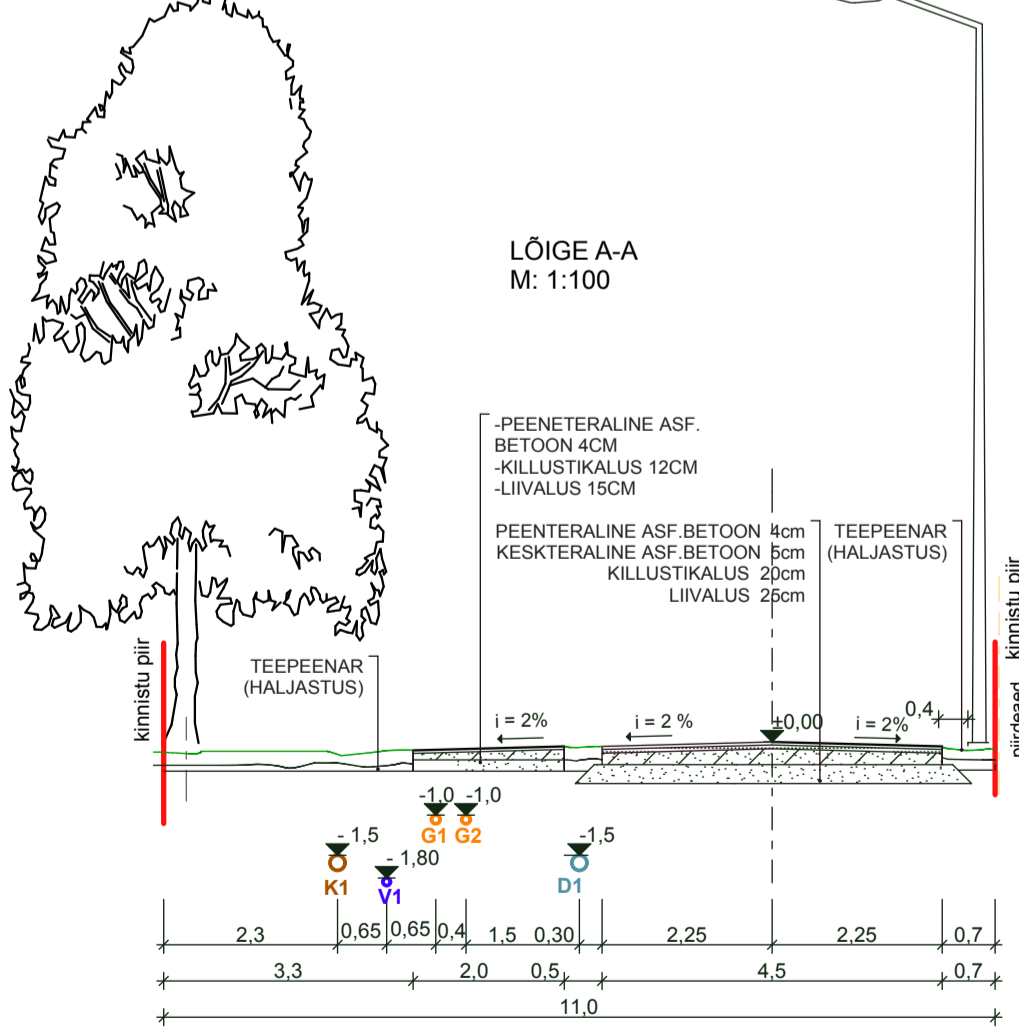 LÕIGE A-A
M: 1:100
-PEENETERALINE ASF.
BETOON 4CM
-KILLUSTIKALUS 12CM
-LIIVALUS 15CM
PEENTERALINE ASF.BETOON 4cm
KESKTERALINE ASF.BETOON 5cm
KILLUSTIKALUS 20cm
LIIVALUS 25cm
TEEPEENAR
(HALJASTUS)
kinnistu piir
TEEPEENAR
(HALJASTUS)
kinnistu piir
piirdeaed
i = 2%
i = 2 %
±0,00
i = 2%
0,4
-1,0
-1,0
G1
G2
- 1,5
K1
- 1,80
V1
-1,5
D1
2,3
0,65
0,65
0,4
1,5
0,30
2,25
2,25
0,7
3,3
2,0
0,5
4,5
0,7
11,0